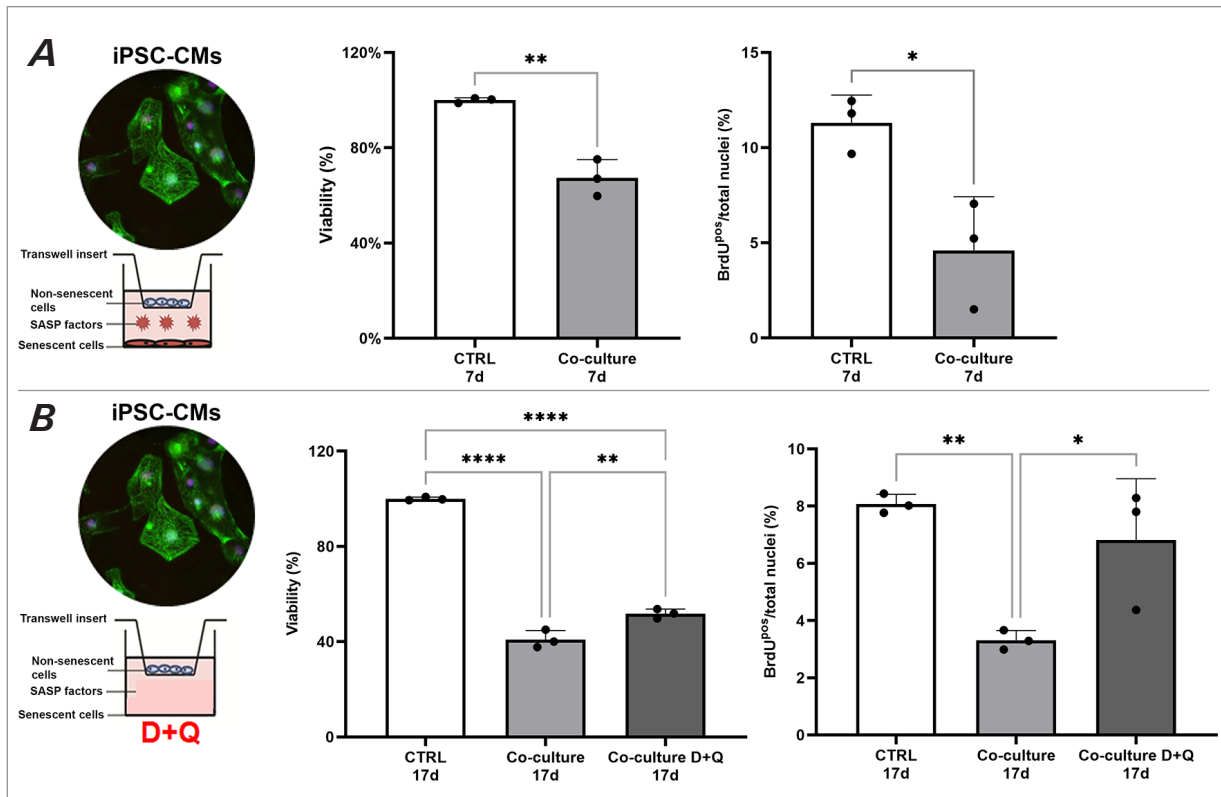 A
iPSC-CMs
Transwell insert
Non-senescent
cells
SASP factors
Senescent cells
Viability (%)
120%
80%
40%
0%
**
CTRL
7d
Co-culture
7d
BrdUpos/total nuclei (%)
15
10
5
0
*
CTRL
7d
Co-culture
7d
B
iPSC-CMs
Transwell insert
Non-senescent
cells
SASP factors
Senescent cells
D+Q
Viability (%)
120
80
40
0
****
****
**
CTRL
17d
Co-culture
17d
Co-culture D+Q
17d
BrdUpos/total nuclei (%)
10
8
6
4
2
0
**
*
CTRL
17d
Co-culture
17d
Co-culture D+Q
17d